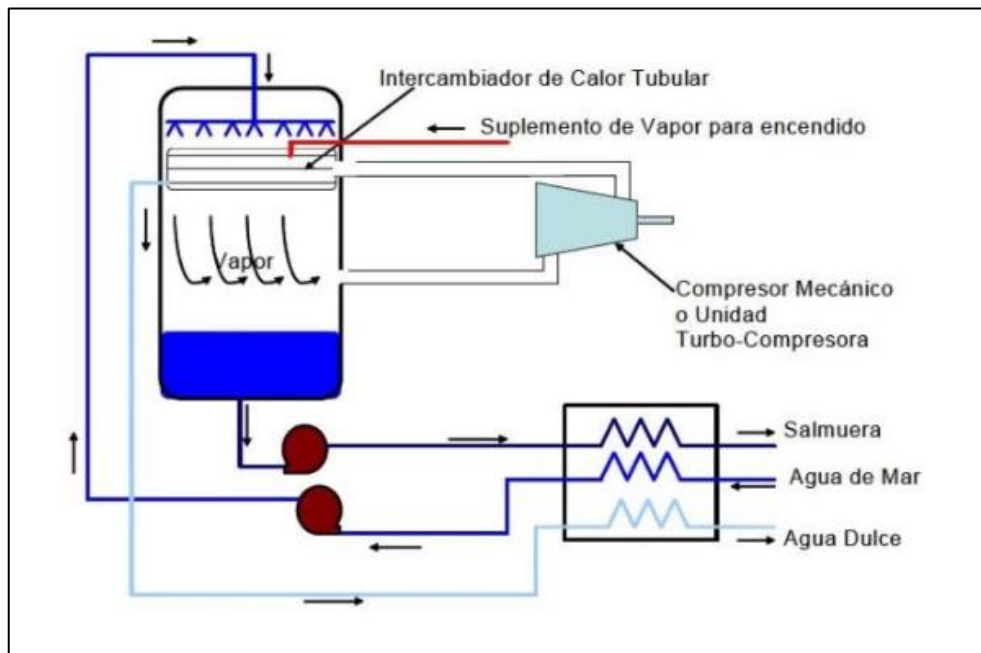 Intercambiador de Calor Tubular
Suplemento de Vapor para encendido
Vapor
Compresor Mecánico
o Unidad
Turbo-Compresora
Salmuera
Agua de Mar
Agua Dulce